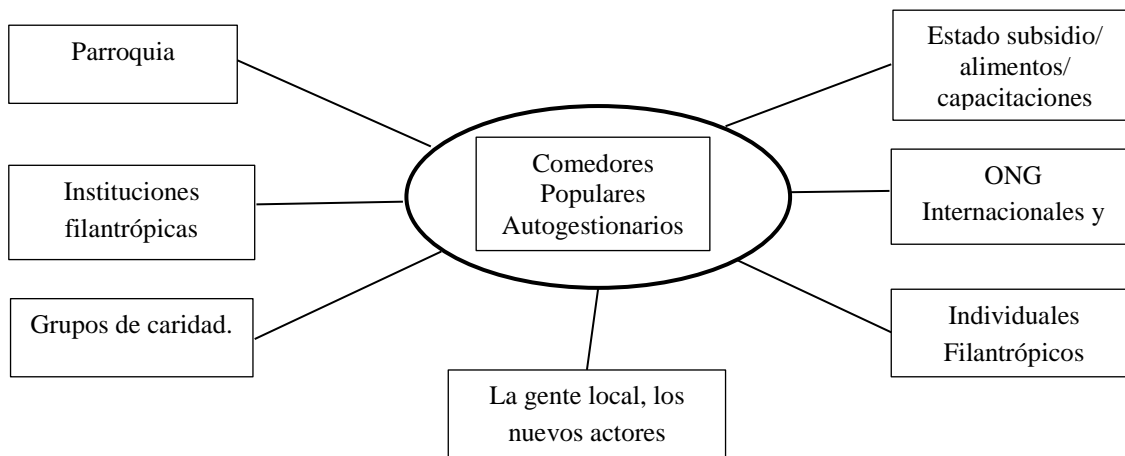 Parroquia
Estado subsidio/
alimentos/
capacitaciones
Comedores
Populares
Autogestionarios
Instituciones
filantrópicas
ONG
Internacionales y
Grupos de caridad.
Individuales
Filantrópicos
La gente local, los
nuevos actores